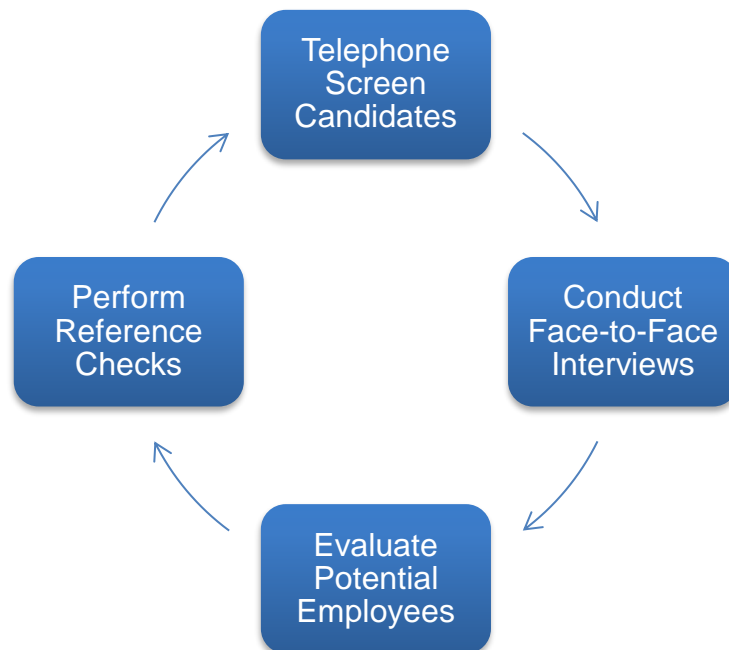 Telephone
Screen
Candidates
Conduct
Face-to-Face
Interviews
Evaluate
Potential
Employees
Perform
Reference
Checks